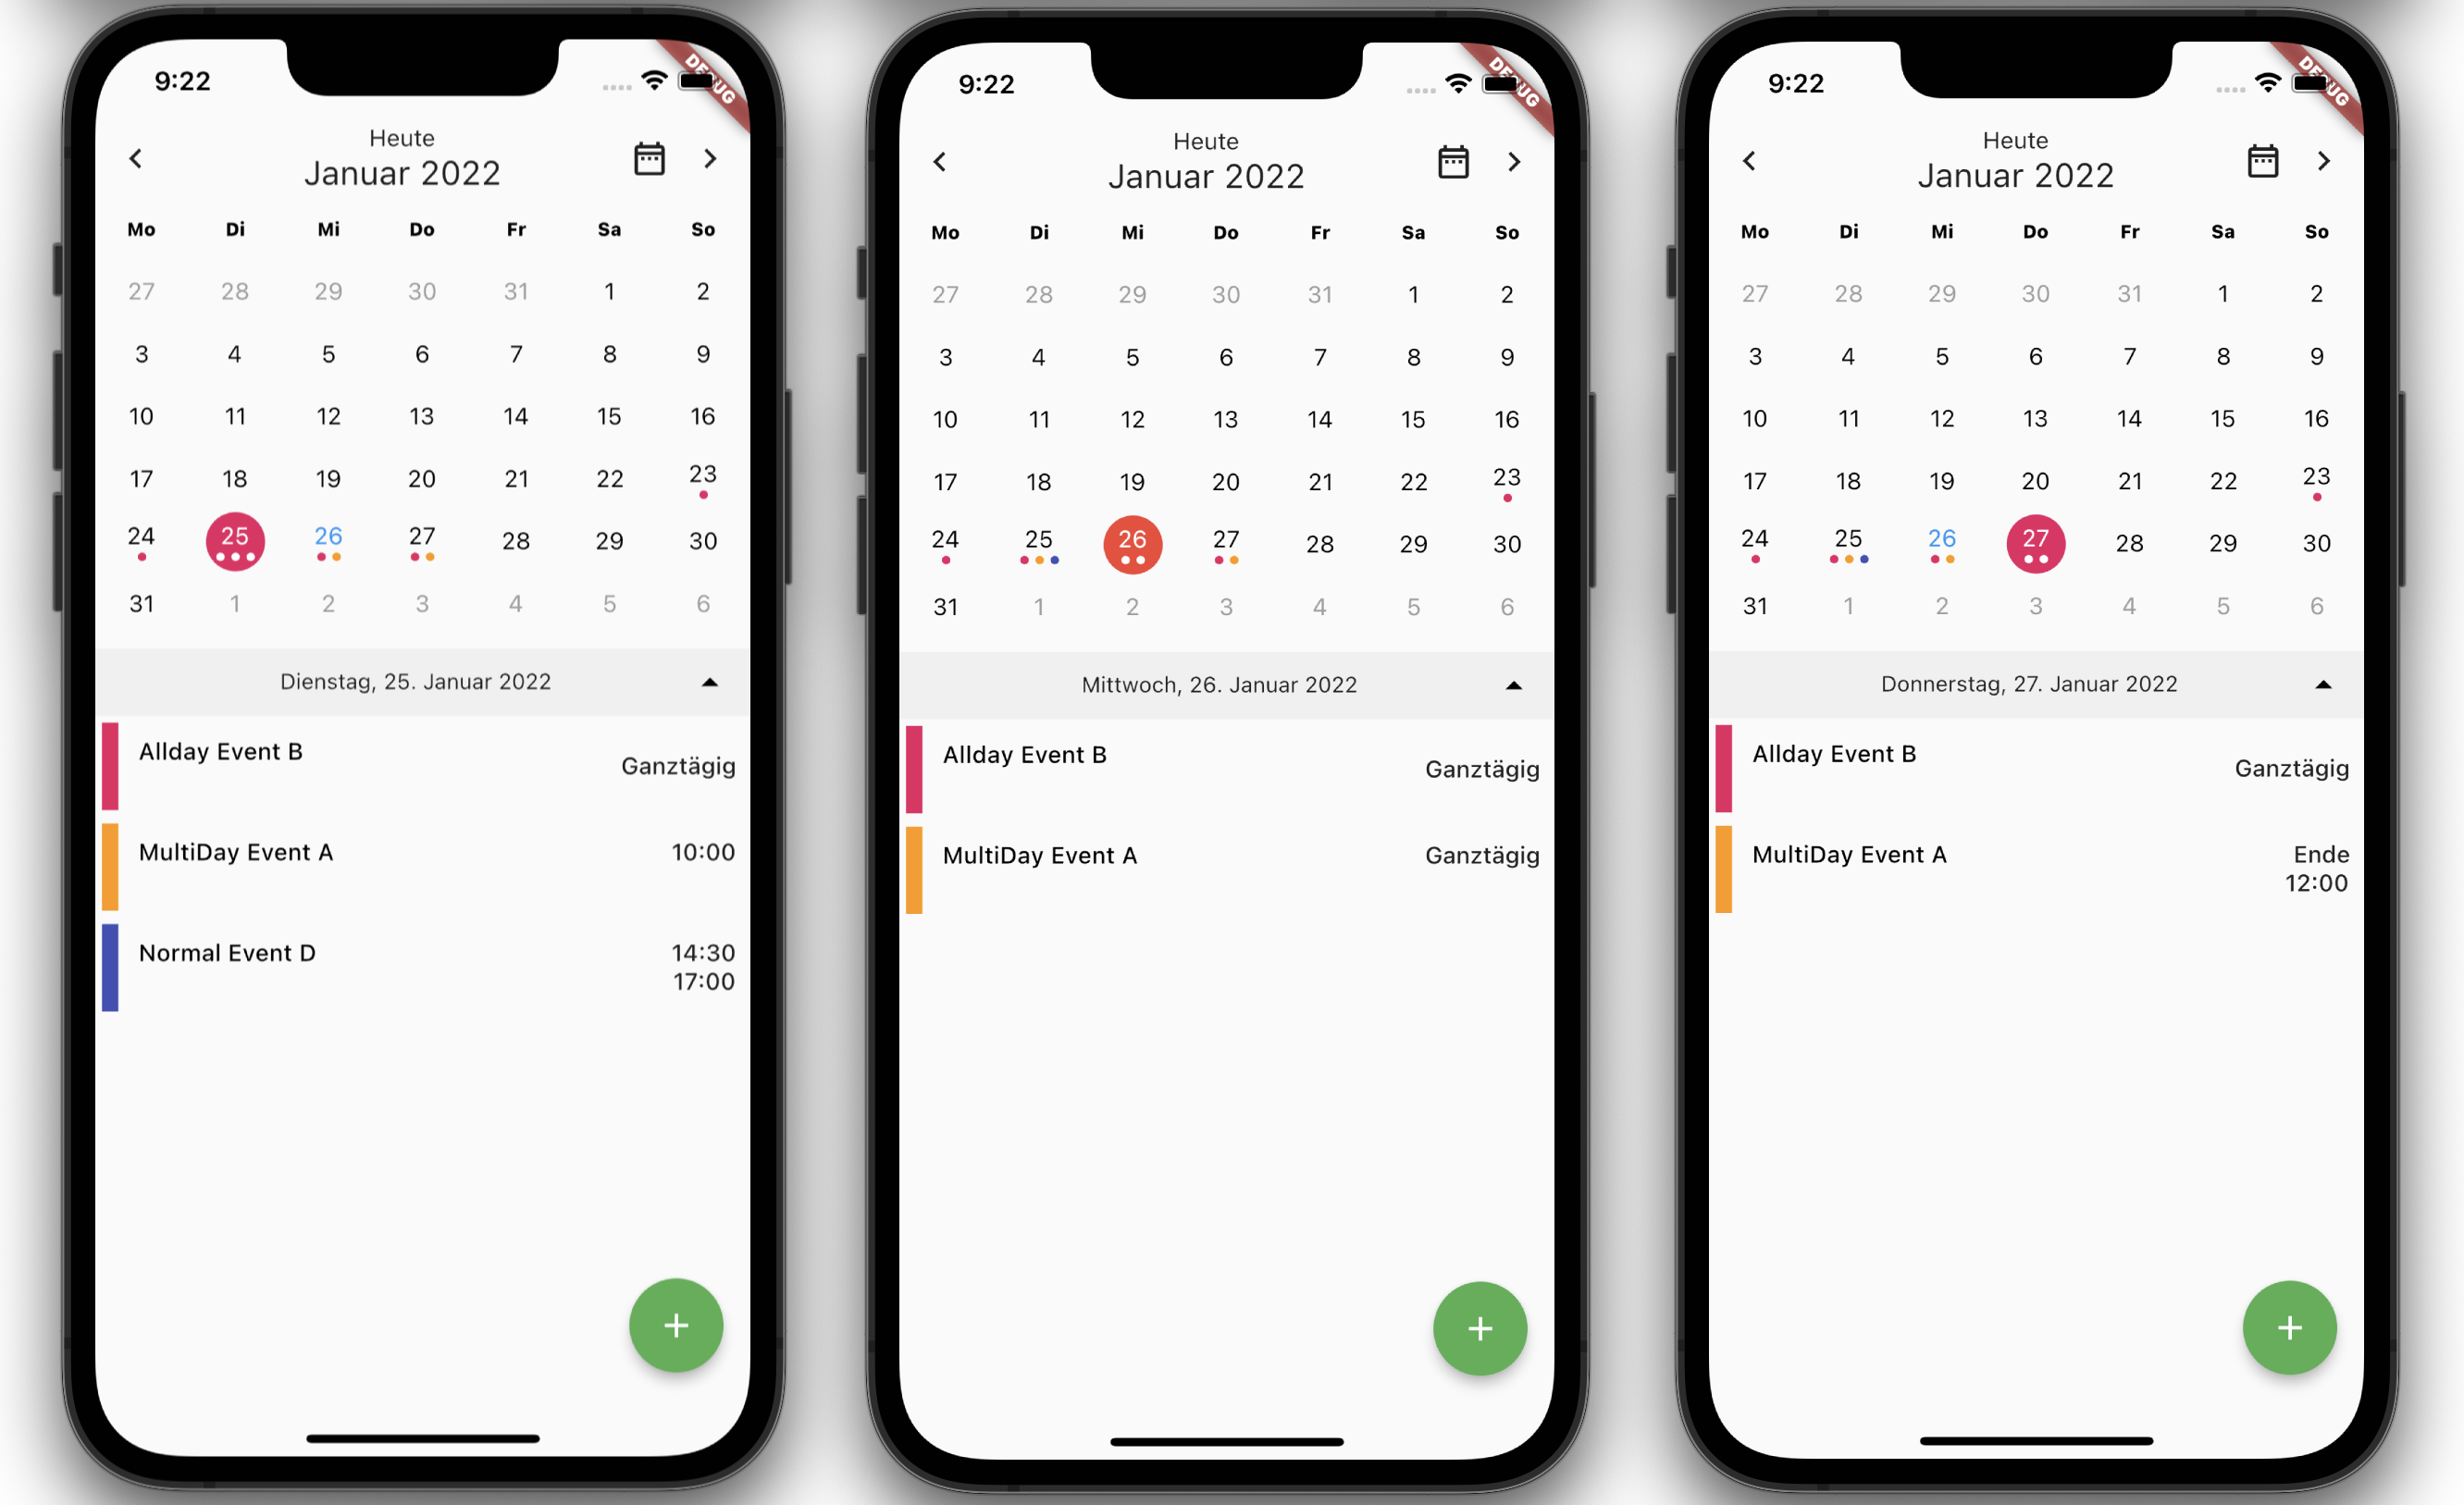 9:22
DEBUG
Heute
Januar 2022
Mo Di Mi Do Fr Sa So
27 28 29 30 31 1 2
3 4 5 6 7 8 9
10 11 12 13 14 15 16
17 18 19 20 21 22 23
24 25 26 27 28 29 30
31 1 2 3 4 5 6
Dienstag, 25. Januar 2022
Allday Event B
Ganztägig
MultiDay Event A 10:00
Normal Event D 14:30
17:00
+
9:22
DEBUG
Heute
Januar 2022
Mo Di Mi Do Fr Sa So
27 28 29 30 31 1 2
3 4 5 6 7 8 9
10 11 12 13 14 15 16
17 18 19 20 21 22 23
24 25 26 27 28 29 30
31 1 2 3 4 5 6
Mittwoch, 26. Januar 2022
Allday Event B
Ganztägig
MultiDay Event A Ganztägig
+
9:22
DEBUG
Heute
Januar 2022
Mo Di Mi Do Fr Sa So
27 28 29 30 31 1 2
3 4 5 6 7 8 9
10 11 12 13 14 15 16
17 18 19 20 21 22 23
24 25 26 27 28 29 30
31 1 2 3 4 5 6
Donnerstag, 27. Januar 2022
Allday Event B
Ganztägig
MultiDay Event A Ende
12:00
+